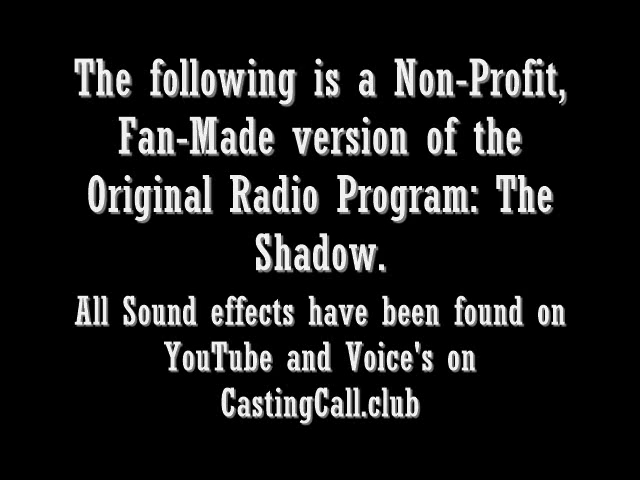 The following is a Non-Profit,
Fan-Made version of the
Original Radio Program: The
Shadow.
All Sound effects have been found on
YouTube and Voice's on
CastingCall.club